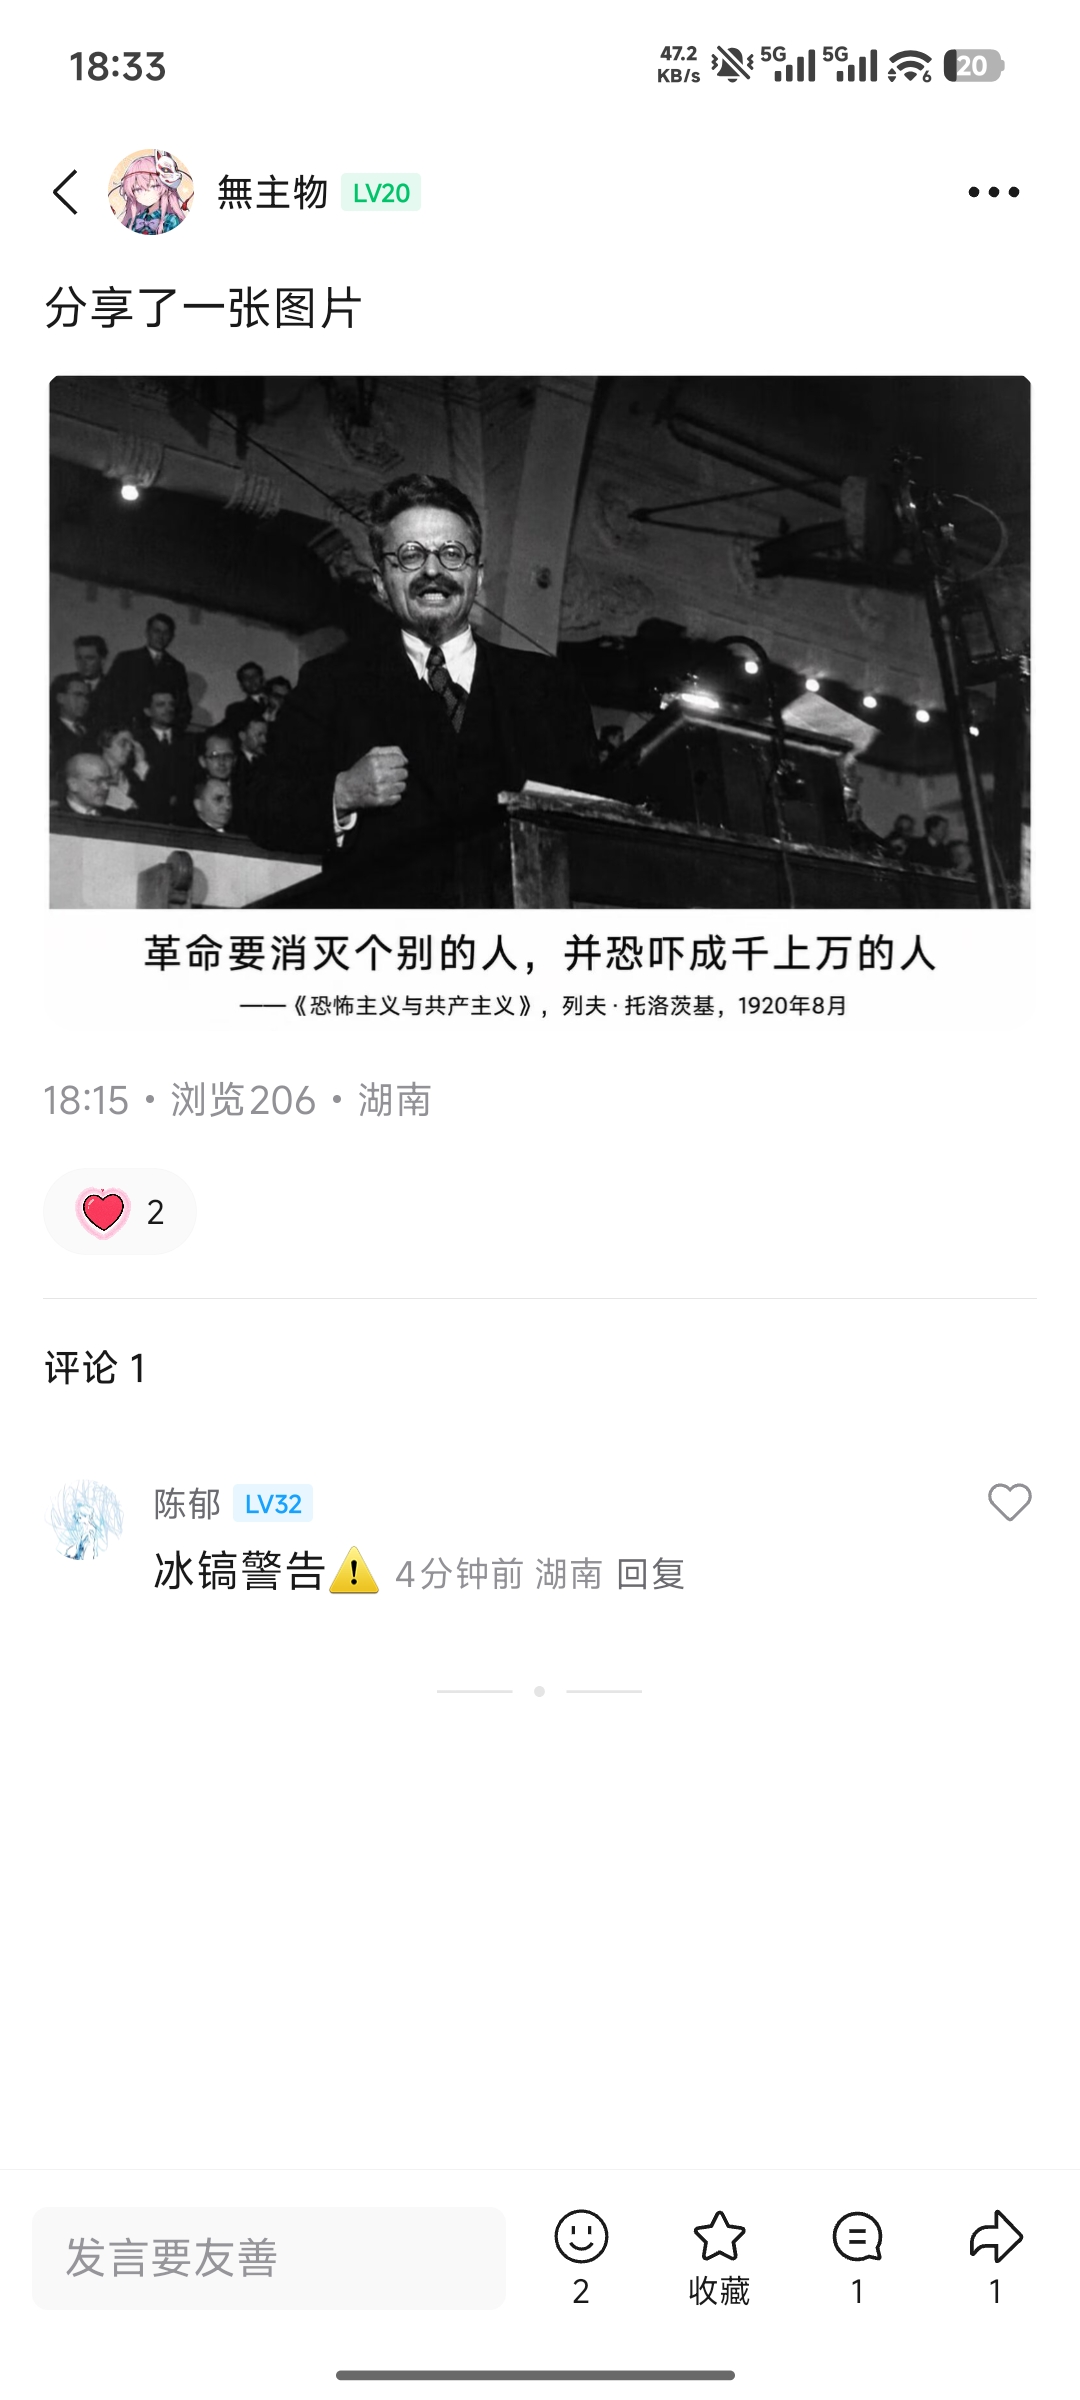 18:33
47.2 KB/s 5G 5G 6 20
無主物 LV20
分享了一张图片
革命要消灭个别的人，并恐吓成千上万的人
——《恐怖主义与共产主义》，列夫·托洛茨基，1920年8月
18:15 • 浏览206 • 湖南
2
评论 1
陈郁 LV32
冰镐警告⚠️ 4分钟前 湖南 回复
发言要友善
2 收藏 1 1